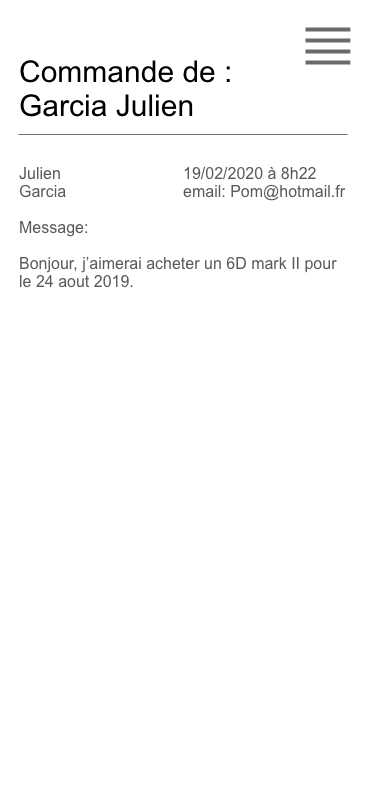 Commande de :
Garcia Julien
Julien
Garcia
19/02/2020 à 8h22
email: Pom@hotmail.fr
Message:
Bonjour, j’aimerai acheter un 6D mark II pour
le 24 aout 2019.